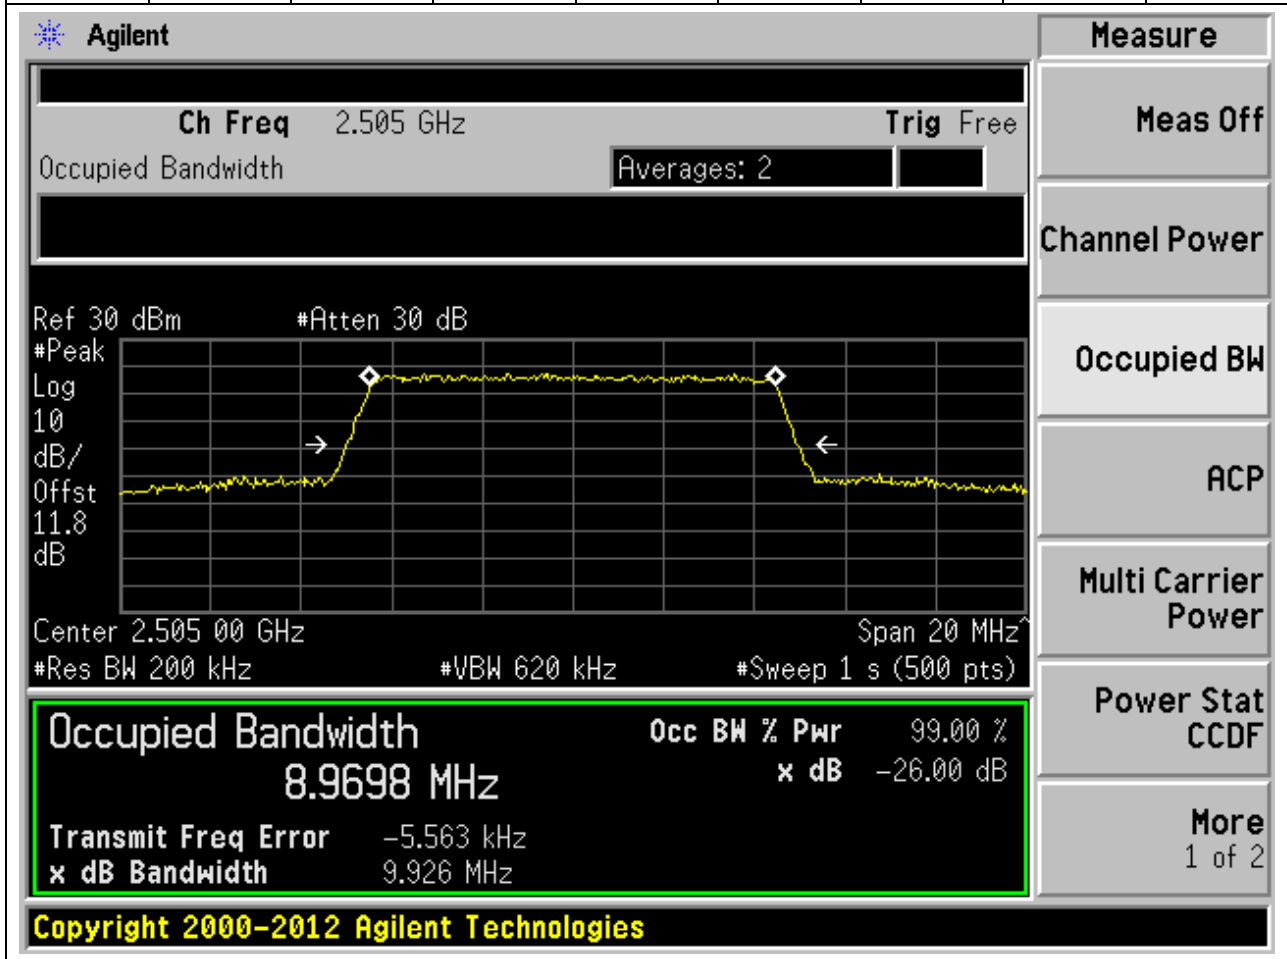 Agilent
Measure
Ch Freq 2.505 GHz Trig Free
Meas Off
Occupied Bandwidth Averages: 2
Channel Power
Ref 30 dBm #Atten 30 dB
#Peak
Log
10
dB/
Offst
11.8
dB
Occupied BW
ACP
Center 2.505 00 GHz Span 20 MHz^
#Res BW 200 kHz #VBW 620 kHz #Sweep 1 s (500 pts)
Multi Carrier
Power
Occupied Bandwidth Occ BW % Pwr 99.00 %
8.9698 MHz x dB -26.00 dB
Transmit Freq Error -5.563 kHz
x dB Bandwidth 9.926 MHz
Power Stat
CCDF
More
1 of 2
Copyright 2000-2012 Agilent Technologies